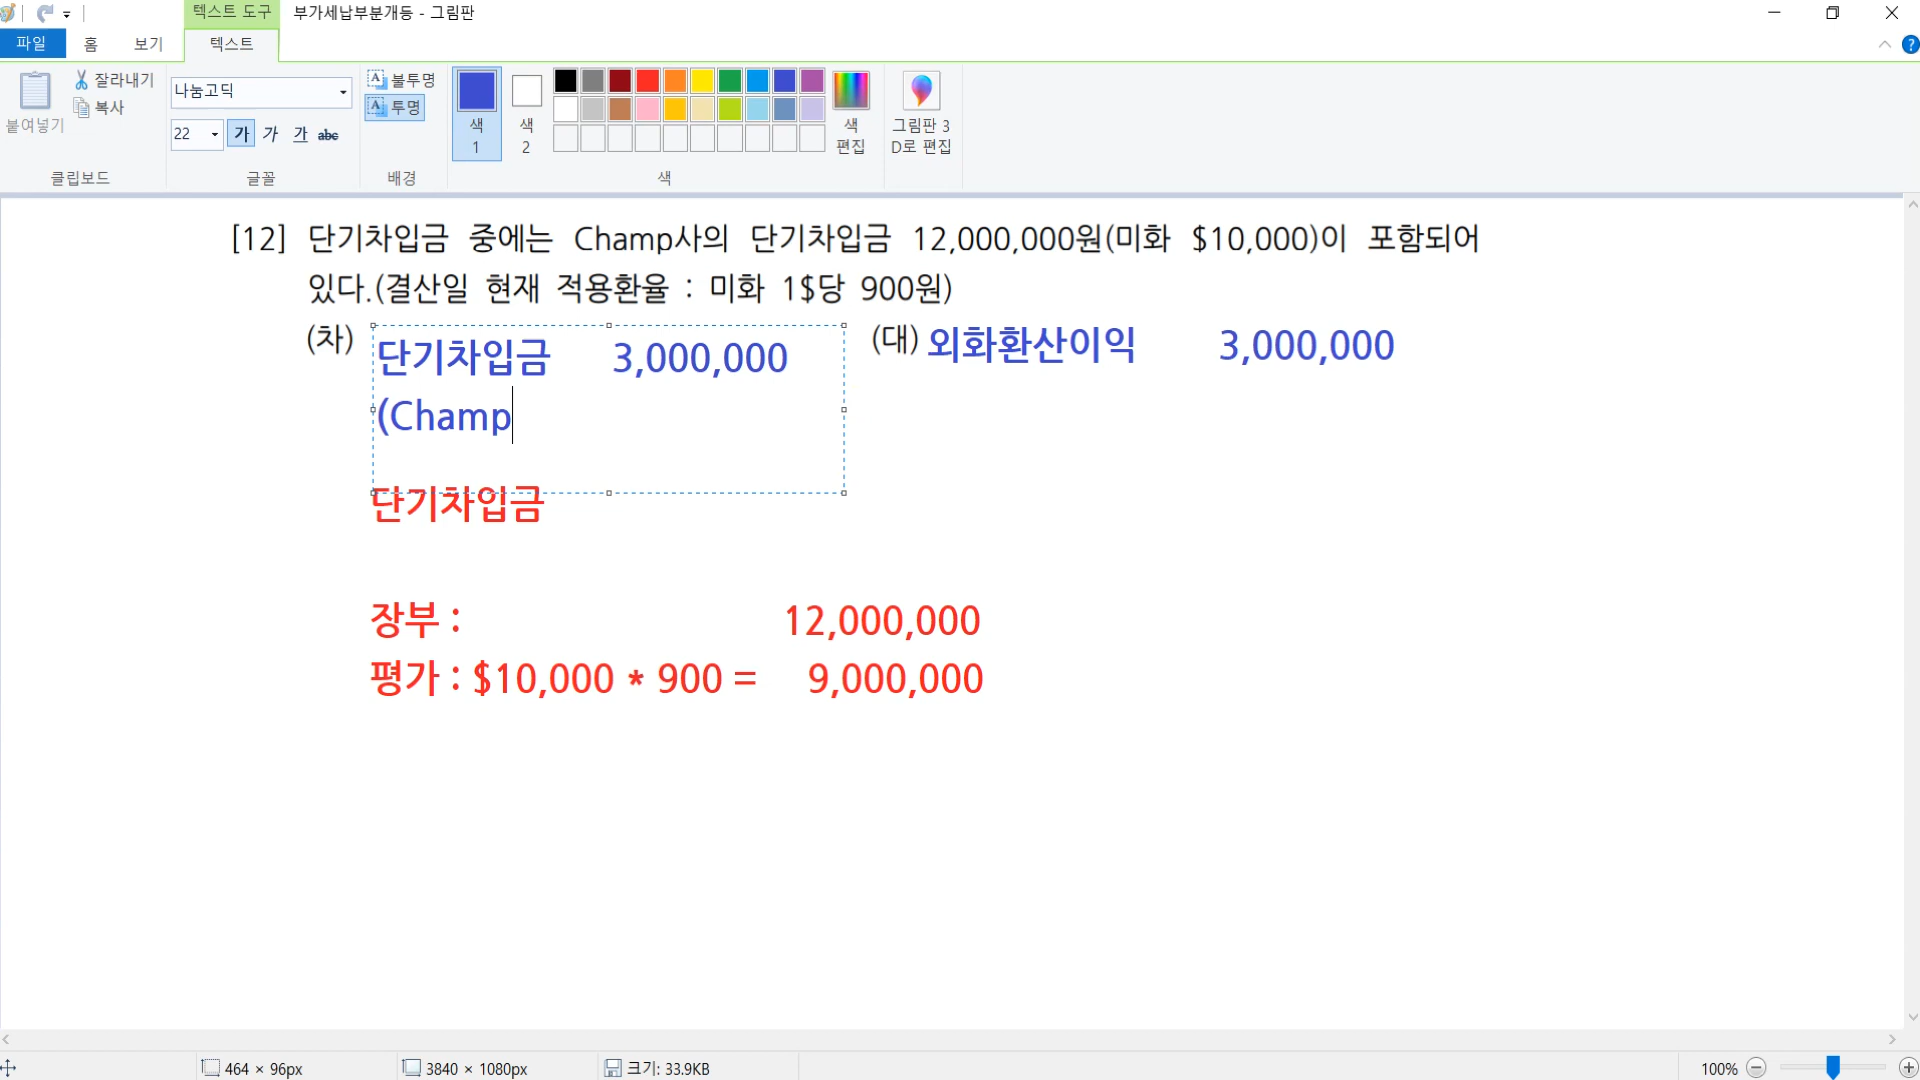 텍스트 도구
부가세납부분개등 - 그림판
파일
홈
보기
텍스트
붙여넣기
잘라내기
복사
클립보드
나눔고딕
22
가 가 가 abc
글꼴
불투명
투명
배경
색
1
색
2
색
편집
색
그림판 3
D로 편집
[12] 단기차입금 중에는 Champ사의 단기차입금 12,000,000원(미화 $10,000)이 포함되어
있다.(결산일 현재 적용환율 : 미화 1$당 900원)
(차) 단기차입금 3,000,000 (대) 외화환산이익 3,000,000
(Champ
단기차입금
장부 : 12,000,000
평가 : $10,000 * 900 = 9,000,000
464 × 96px
3840 × 1080px
크기: 33.9KB
100%